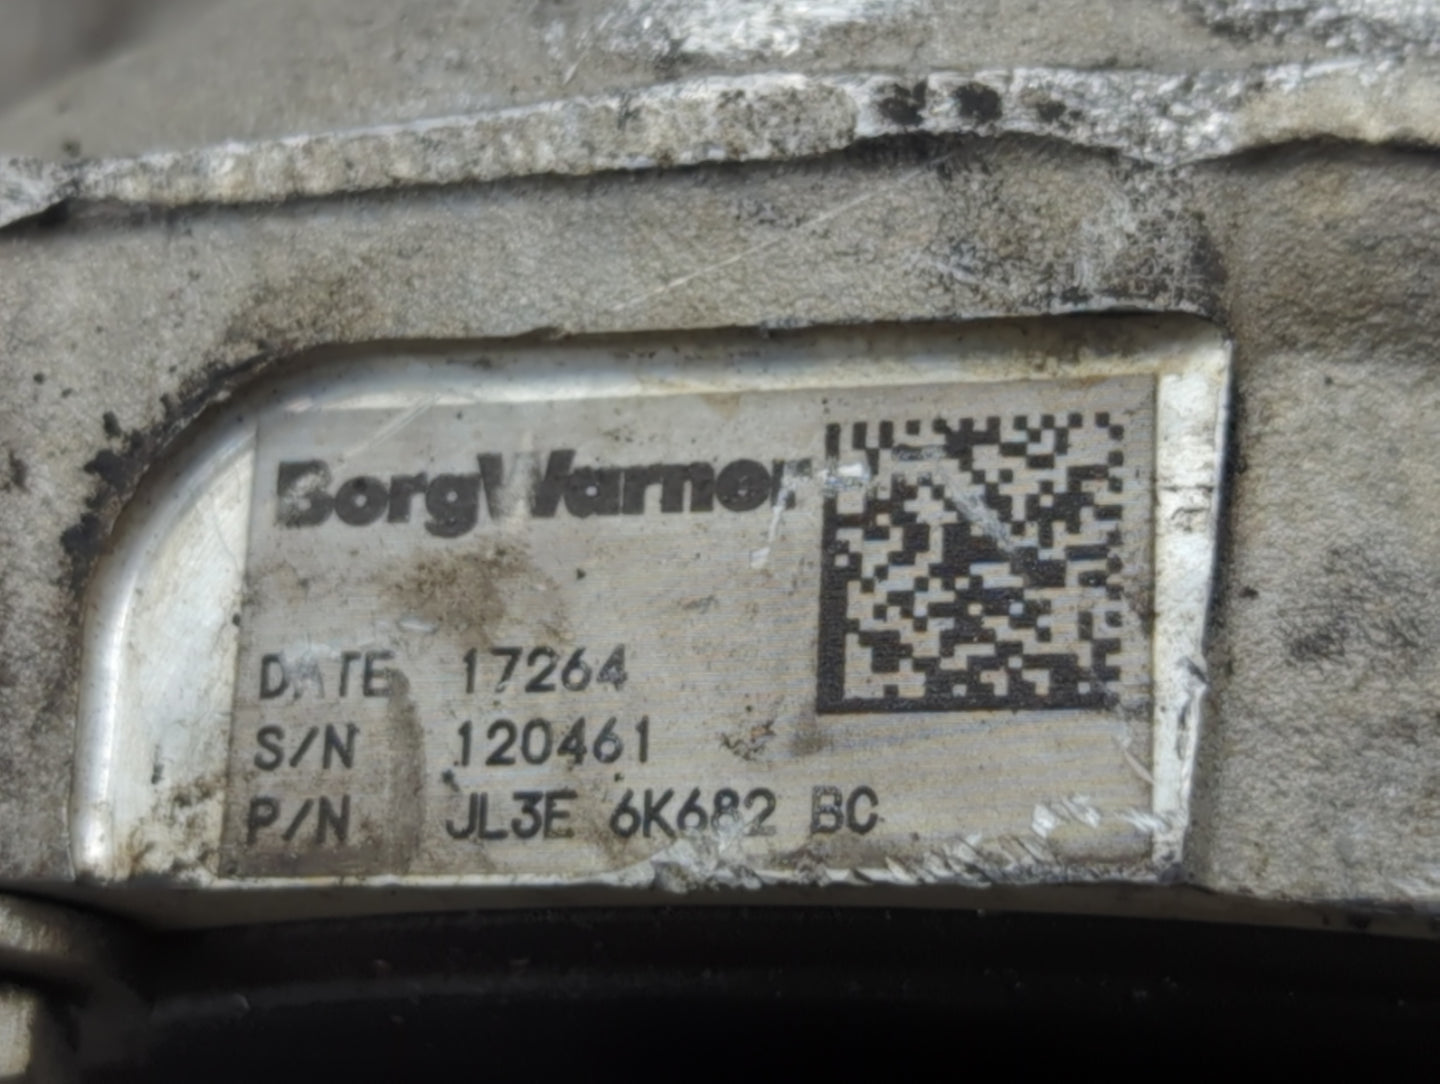 BorgWarner
DATE 17264
S/N 120461
P/N JL3E 6K682 BC